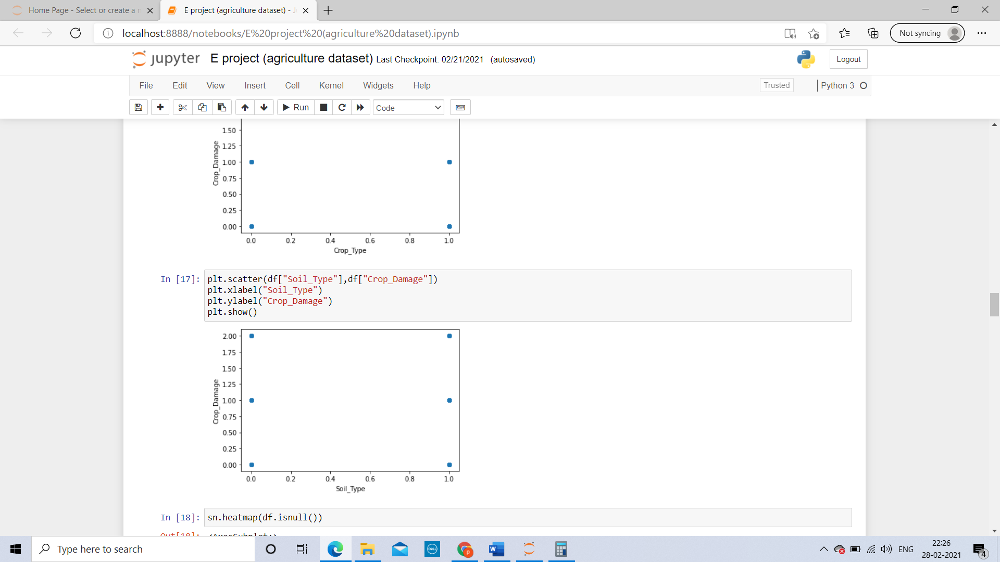 Home Page - Select or create a n
E project (agriculture dataset) - J
localhost:8888/notebooks/E%20project%20(agriculture%20dataset).ipynb
Not syncing
jupyter E project (agriculture dataset) Last Checkpoint: 02/21/2021 (autosaved)
Logout
File Edit View Insert Cell Kernel Widgets Help
Trusted
Python 3
Run
Code
1.50
1.25
1.00
0.75
0.50
0.25
0.00
Crop_Damage
0.0 0.2 0.4 0.6 0.8 1.0
Crop_Type
In [17]:
plt.scatter(df["Soil_Type"],df["Crop_Damage"])
plt.xlabel("Soil_Type")
plt.ylabel("Crop_Damage")
plt.show()
2.00
1.75
1.50
1.25
1.00
0.75
0.50
0.25
0.00
Crop_Damage
0.0 0.2 0.4 0.6 0.8 1.0
Soil_Type
In [18]:
sn.heatmap(df.isnull())
Out[18]: <AxesSubplot:>
Type here to search
DELL
p
W
ENG
22:26
28-02-2021
4